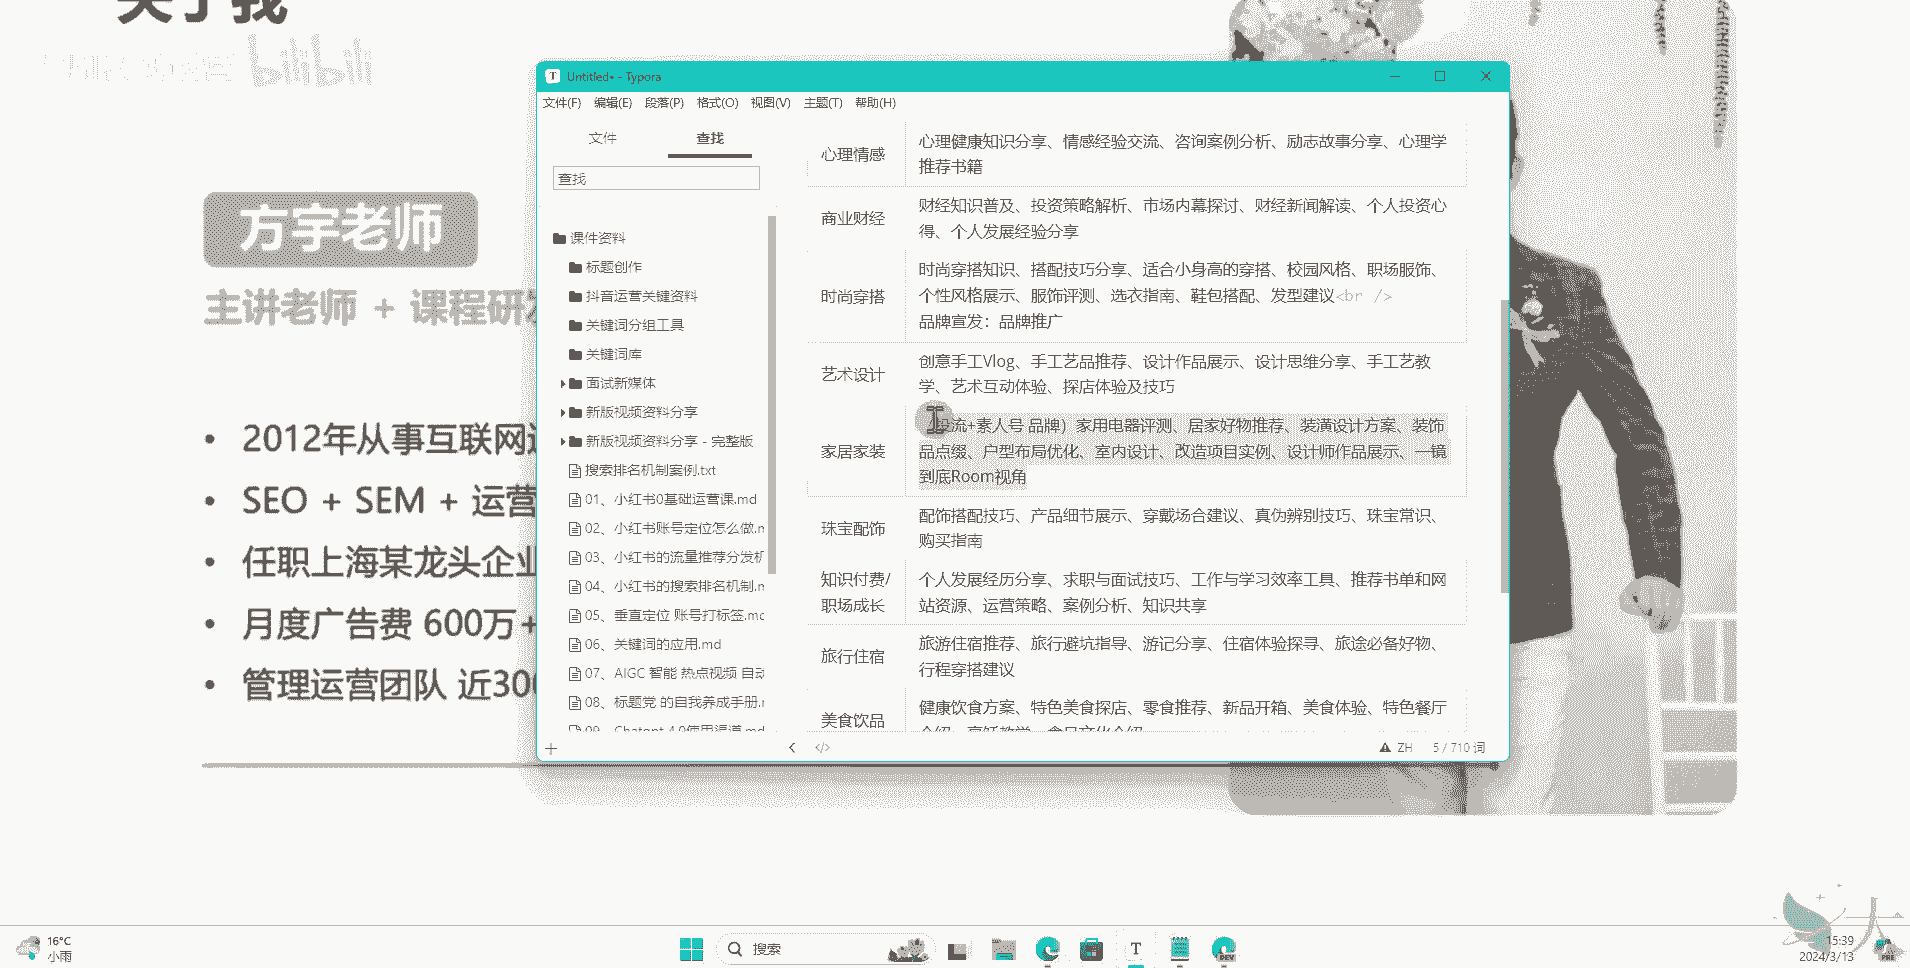 关于我
bilibili
方宇老师
主讲老师 + 课程研发
• 2012年从事互联网运
• SEO + SEM + 运营
• 任职上海某龙头企业
• 月度广告费 600万+
• 管理运营团队 近300
Untitled• - Typora
文件(F) 编辑(E) 段落(P) 格式(O) 视图(V) 主题(T) 帮助(H)
文件 查找
查找
课件资料
标题创作
抖音运营关键资料
关键词分组工具
关键词库
面试新媒体
新版视频资料分享
新版视频资料分享 - 完整版
搜索排名机制案例.txt
01、小红书0基础运营课.md
02、小红书账号定位怎么做.m
03、小红书的流量推荐分发机
04、小红书的搜索排名机制.m
05、垂直定位 账号打标签.md
06、关键词的应用.md
07、AIGC 智能 热点视频 自动
08、标题党 的自我养成手册.m
09、Chatgpt 4.0使用渠道.md
心理情感
心理健康知识分享、情感经验交流、咨询案例分析、励志故事分享、心理学
推荐书籍
商业财经
财经知识普及、投资策略解析、市场内幕探讨、财经新闻解读、个人投资心
得、个人发展经验分享
时尚穿搭
时尚穿搭知识、搭配技巧分享、适合小身高的穿搭、校园风格、职场服饰、
个性风格展示、服饰评测、选衣指南、鞋包搭配、发型建议<br />
品牌宣发：品牌推广
艺术设计
创意手工Vlog、手工艺品推荐、设计作品展示、设计思维分享、手工艺教
学、艺术互动体验、探店体验及技巧
家居家装
流+素人号 品牌）家用电器评测、居家好物推荐、装潢设计方案、装饰
品点缀、户型布局优化、室内设计、改造项目实例、设计师作品展示、一镜
到底Room视角
珠宝配饰
配饰搭配技巧、产品细节展示、穿戴场合建议、真伪辨别技巧、珠宝常识、
购买指南
知识付费/
职场成长
个人发展经历分享、求职与面试技巧、工作与学习效率工具、推荐书单和网
站资源、运营策略、案例分析、知识共享
旅行住宿
旅游住宿推荐、旅行避坑指导、游记分享、住宿体验探寻、旅途必备好物、
行程穿搭建议
美食饮品
健康饮食方案、特色美食探店、零食推荐、新品开箱、美食体验、特色餐厅
ZH 5 / 710 词
16°C
小雨
搜索
DEV
15:39
2024/3/13
PRE